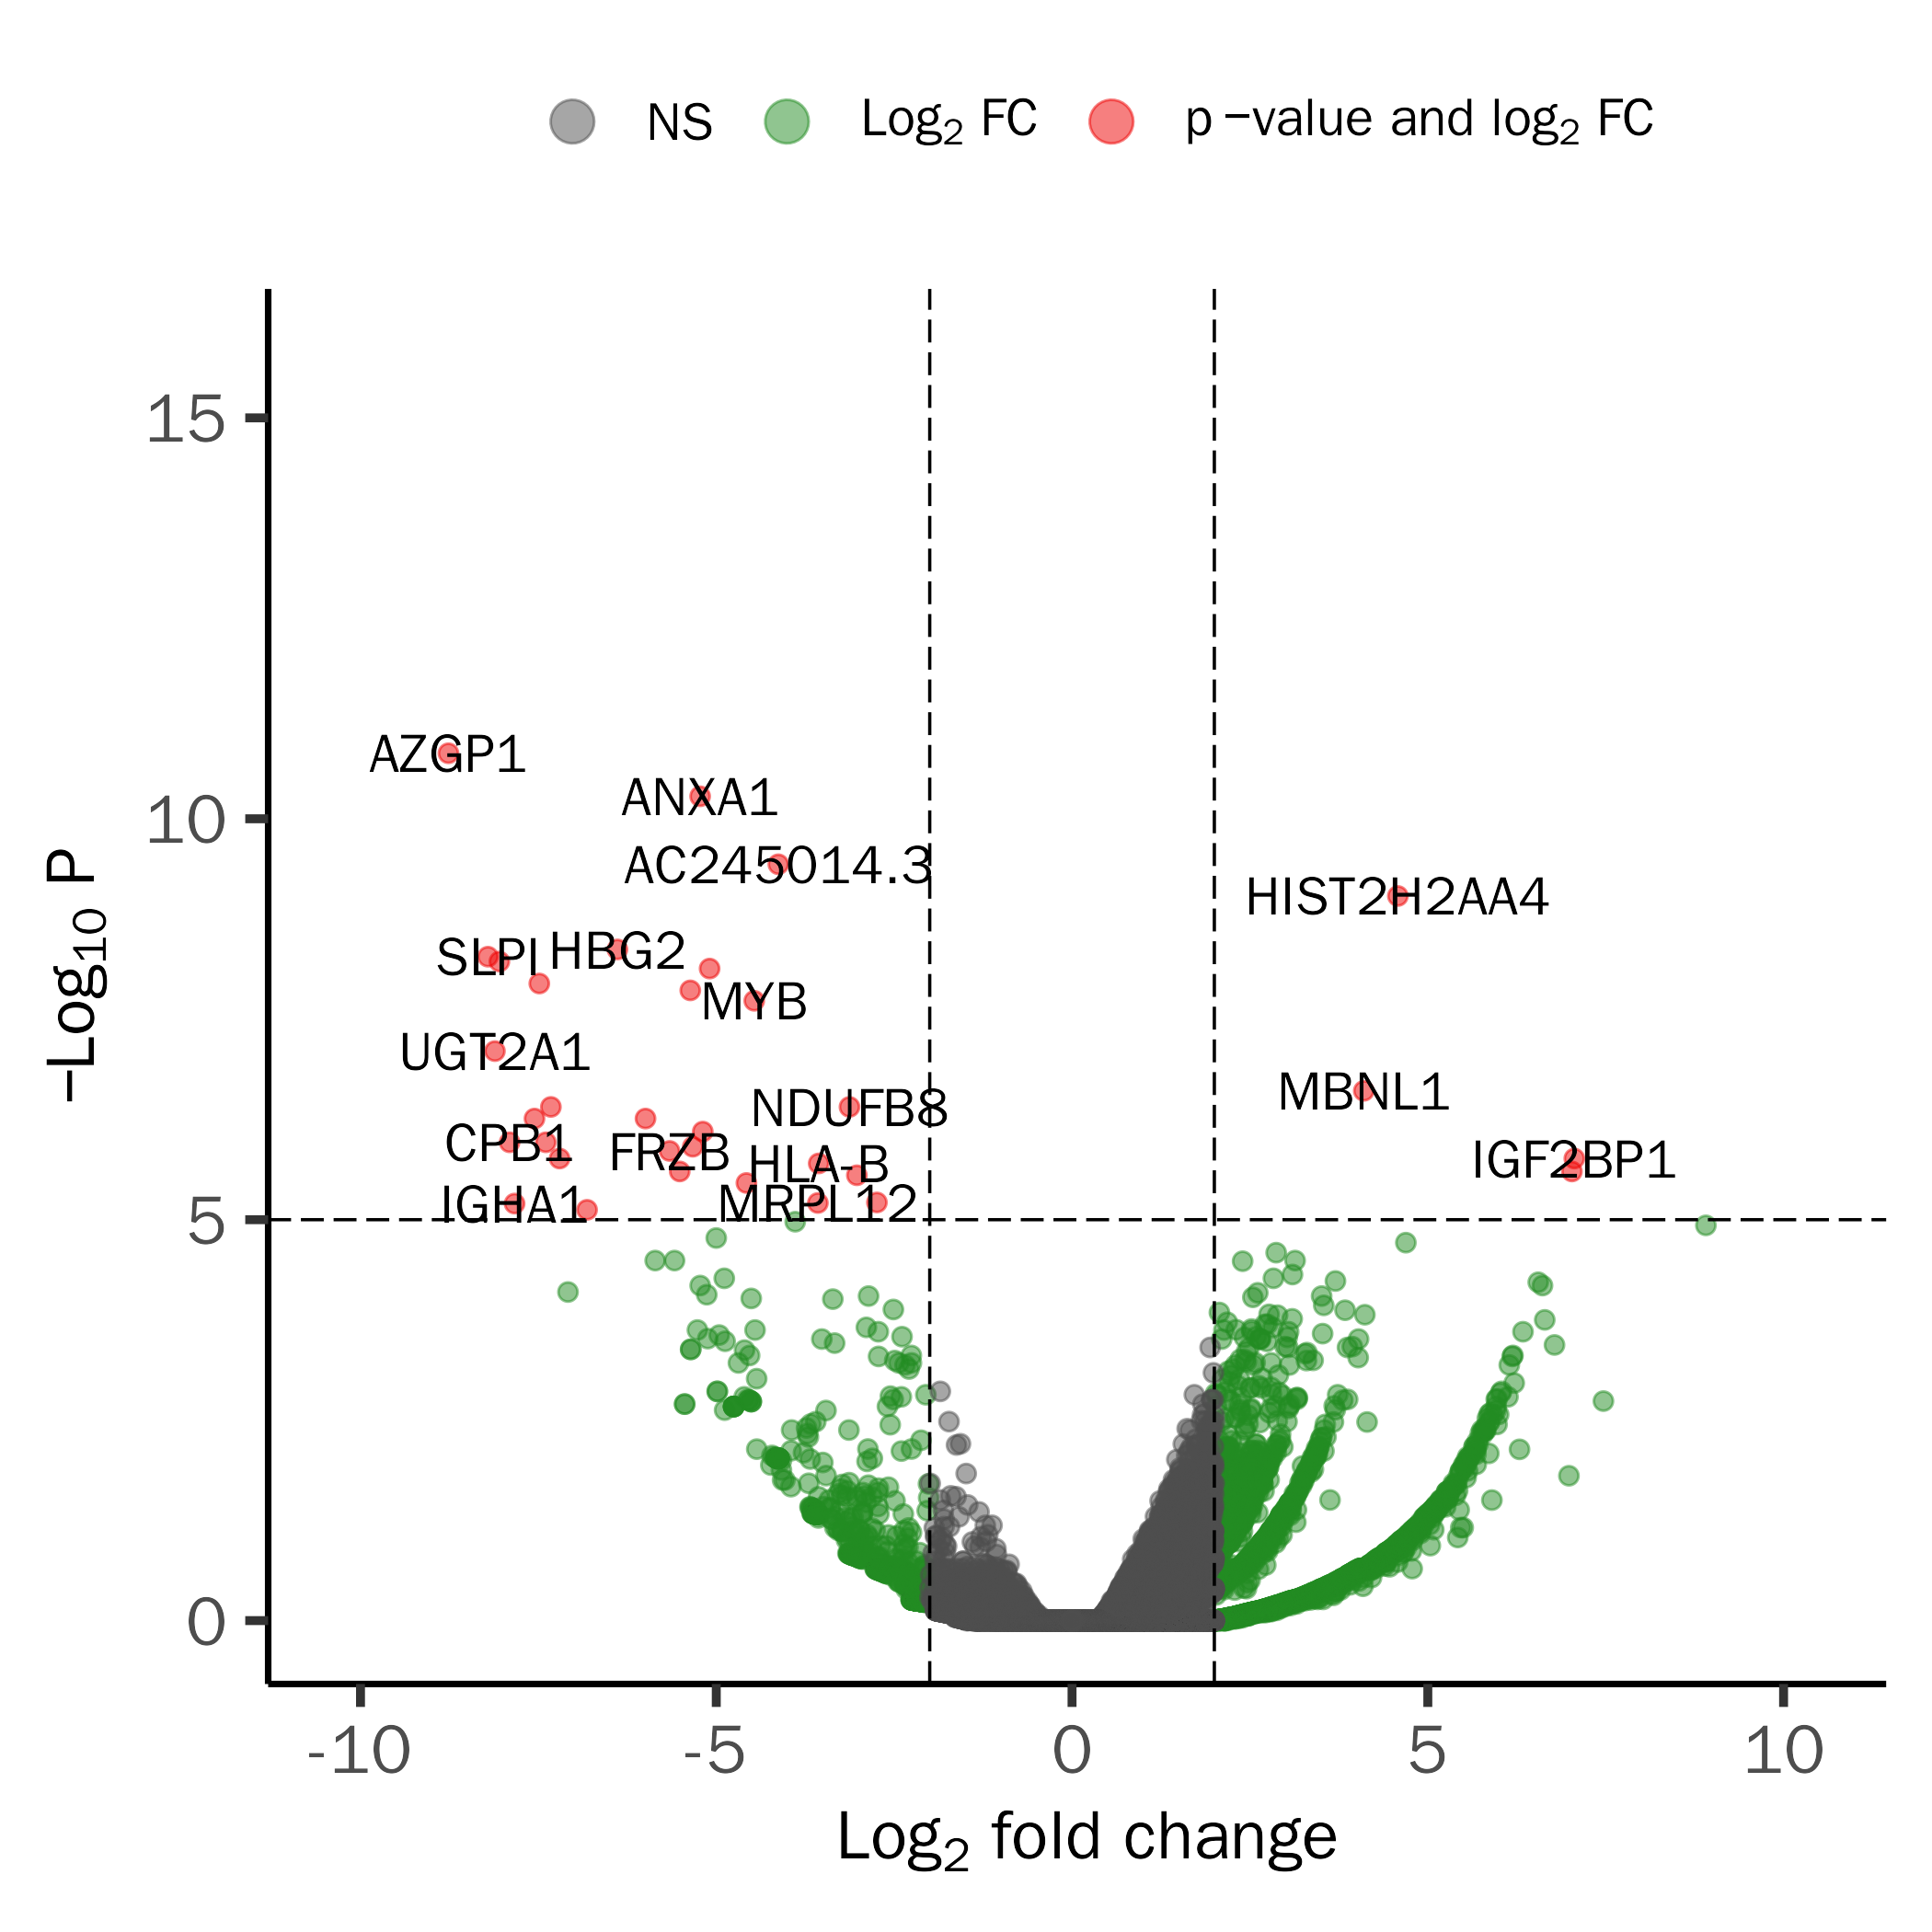 NS Log2 FC p −value and log2 FC
15
10
5
0
−Log10 P
AZGP1
ANXA1
AC245014.3
HIST2H2AA4
SLPI HBG2
MYB
UGT2A1
MBNL1
NDUFB8
CPB1 FRZB HLA-B IGF2BP1
IGHA1 MRPL12
-10 -5 0 5 10
Log2 fold change